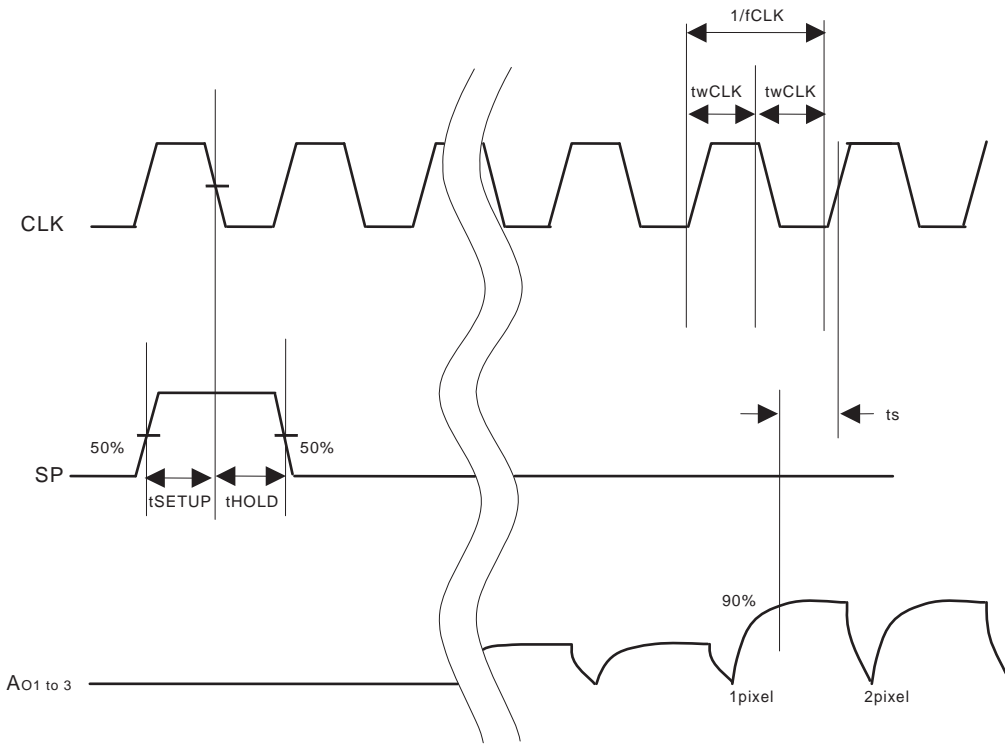 1/fCLK
twCLK twCLK
CLK
ts
50% 50%
SP
tSETUP tHOLD
90%
AO1 to 3
1pixel 2pixel